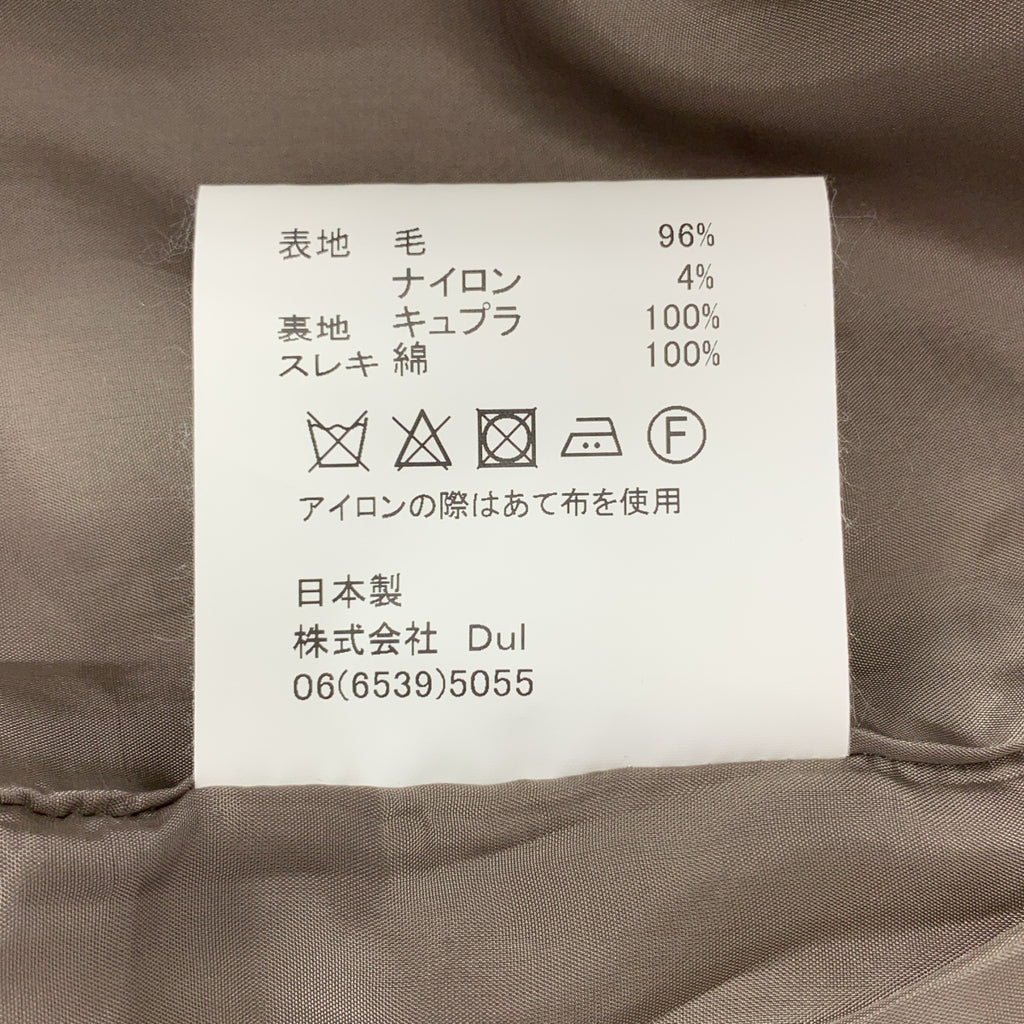 表地 毛 96%
ナイロン 4%
裏地 キュプラ 100%
スレキ 綿 100%
F
アイロンの際はあて布を使用
日本製
株式会社 Dul
06(6539)5055